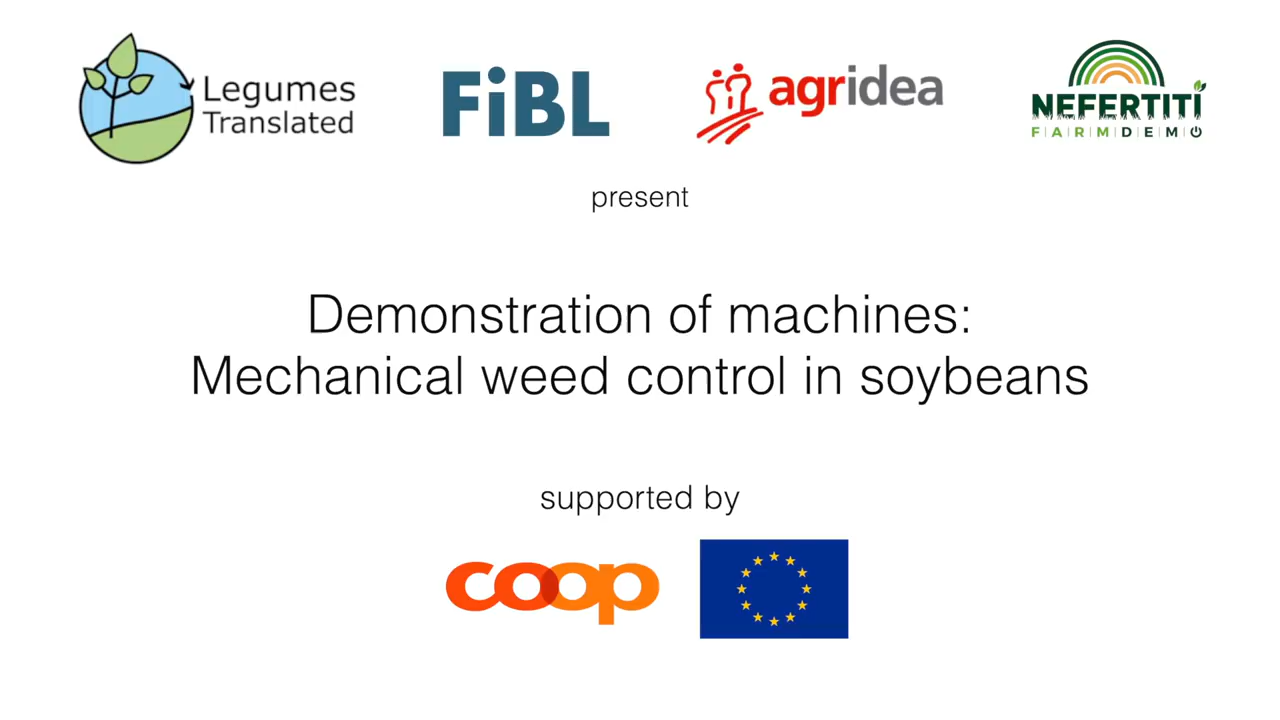 Legumes
Translated
FiBL
agridea
NEFERTITI
FARMDEMO
present
Demonstration of machines:
Mechanical weed control in soybeans
supported by
coop